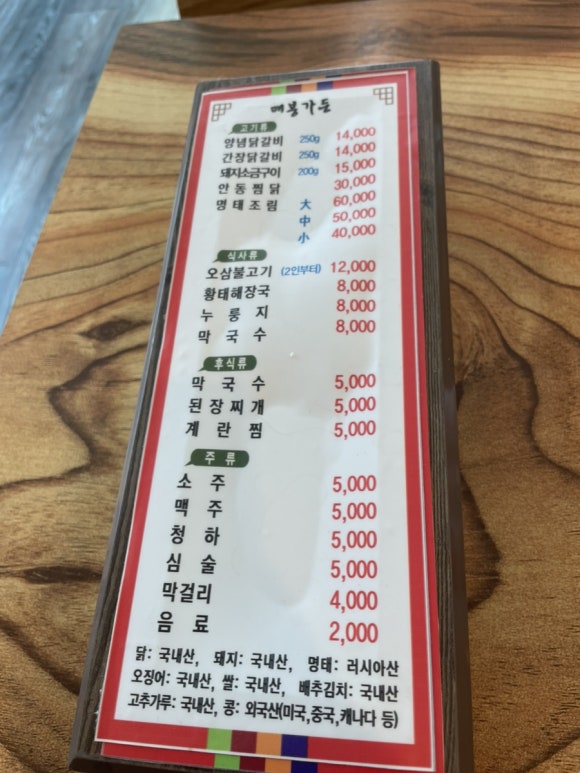 대봉가든
고기류
양념닭갈비 250g 14,000
간장닭갈비 250g 14,000
돼지소금구이 200g 15,000
안동찜닭 30,000
명태조림 大 60,000
中 50,000
小 40,000
식사류
오삼불고기 (2인부터) 12,000
황태해장국 8,000
누룽지 8,000
막국수 8,000
후식류
막국수 5,000
된장찌개 5,000
계란찜 5,000
주류
소주 5,000
맥주 5,000
청하 5,000
심술 5,000
막걸리 4,000
음료 2,000
닭: 국내산, 돼지: 국내산, 명태: 러시아산
오징어: 국내산, 쌀: 국내산, 배추김치: 국내산
고추가루: 국내산, 콩: 외국산(미국,중국,캐나다 등)